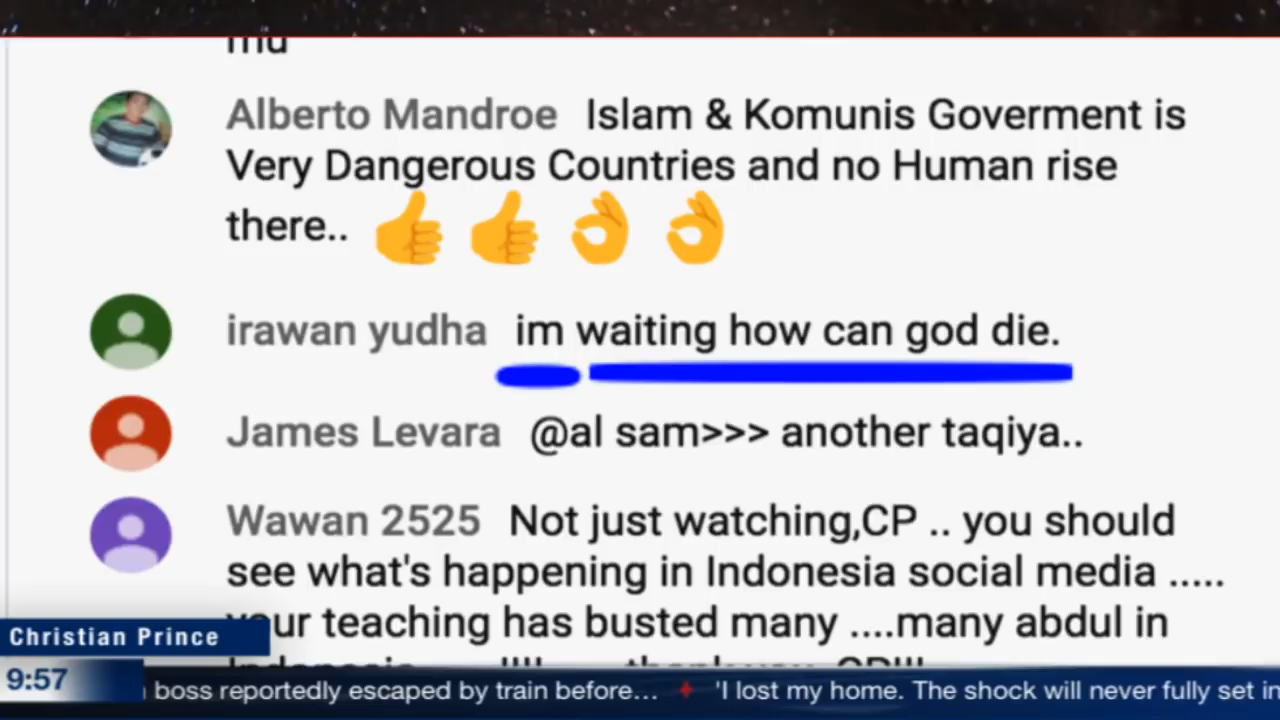 mu
Alberto Mandroe Islam & Komunis Goverment is
Very Dangerous Countries and no Human rise
there.. 👍 👍 👌 👌
irawan yudha im waiting how can god die.
James Levara @al sam>>> another taqiya..
Wawan 2525 Not just watching,CP .. you should
see what's happening in Indonesia social media .....
your teaching has busted many ....many abdul in
Christian Prince
9:57
boss reportedly escaped by train before... 'I lost my home. The shock will never fully set in